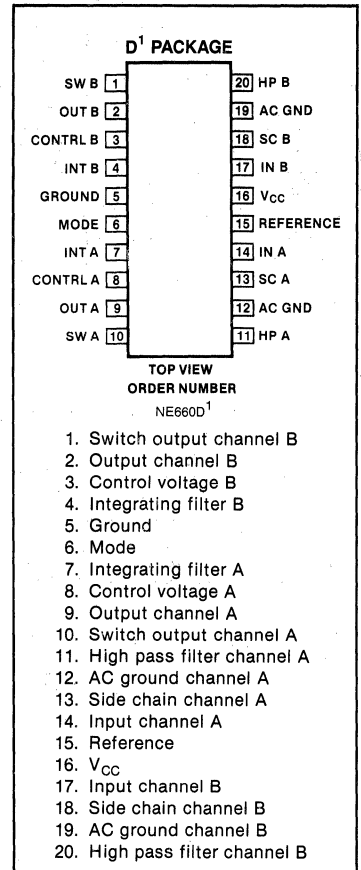 D¹ PACKAGE
SW B 1 20 HP B
OUT B 2 19 AC GND
CONTRL B 3 18 SC B
INT B 4 17 IN B
GROUND 5 16 VCC
MODE 6 15 REFERENCE
INT A 7 14 IN A
CONTRL A 8 13 SC A
OUT A 9 12 AC GND
SW A 10 11 HP A
TOP VIEW
ORDER NUMBER
NE660D¹
1. Switch output channel B
2. Output channel B
3. Control voltage B
4. Integrating filter B
5. Ground
6. Mode
7. Integrating filter A
8. Control voltage A
9. Output channel A
10. Switch output channel A
11. High pass filter channel A
12. AC ground channel A
13. Side chain channel A
14. Input channel A
15. Reference
16. VCC
17. Input channel B
18. Side chain channel B
19. AC ground channel B
20. High pass filter channel B